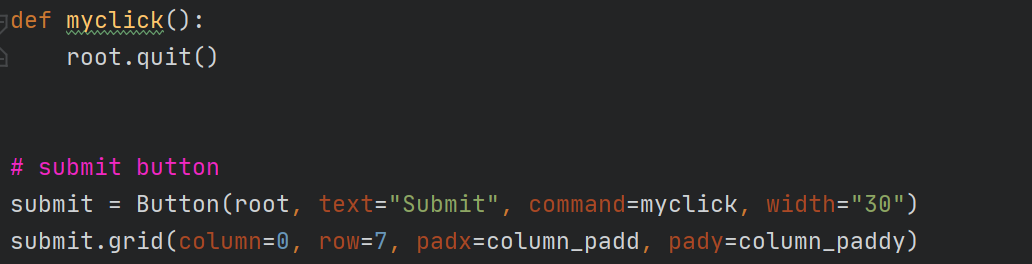 def myclick():
    root.quit()
# submit button
submit = Button(root, text="Submit", command=myclick, width="30")
submit.grid(column=0, row=7, padx=column_padd, pady=column_paddy)